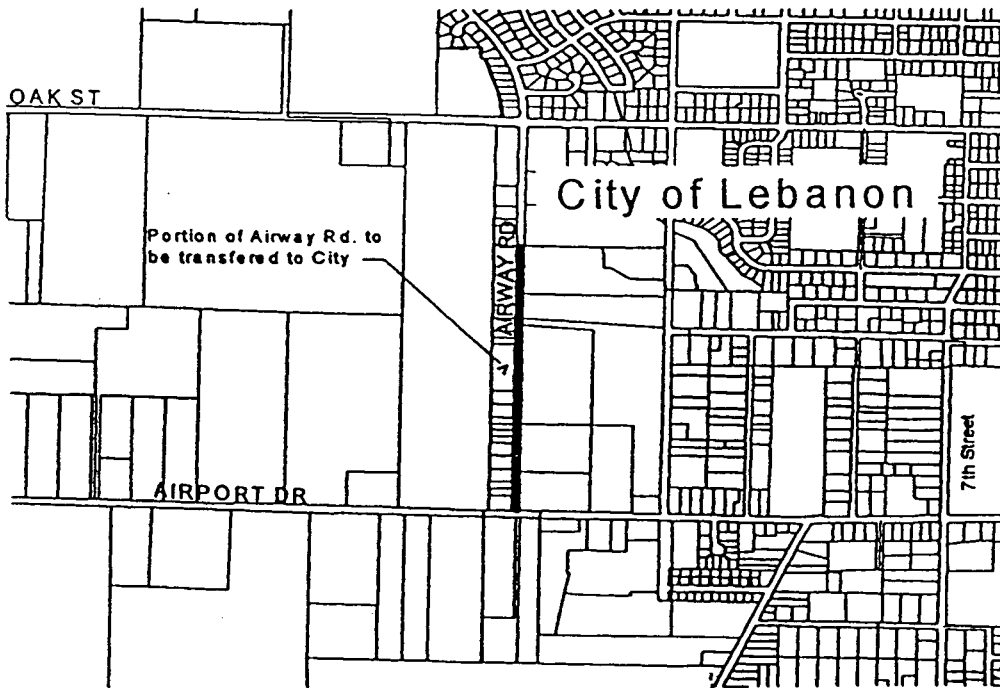 OAK ST
City of Lebanon
Portion of Airway Rd. to
be transfered to City
AIRWAY RD
7th Street
AIRPORT DR